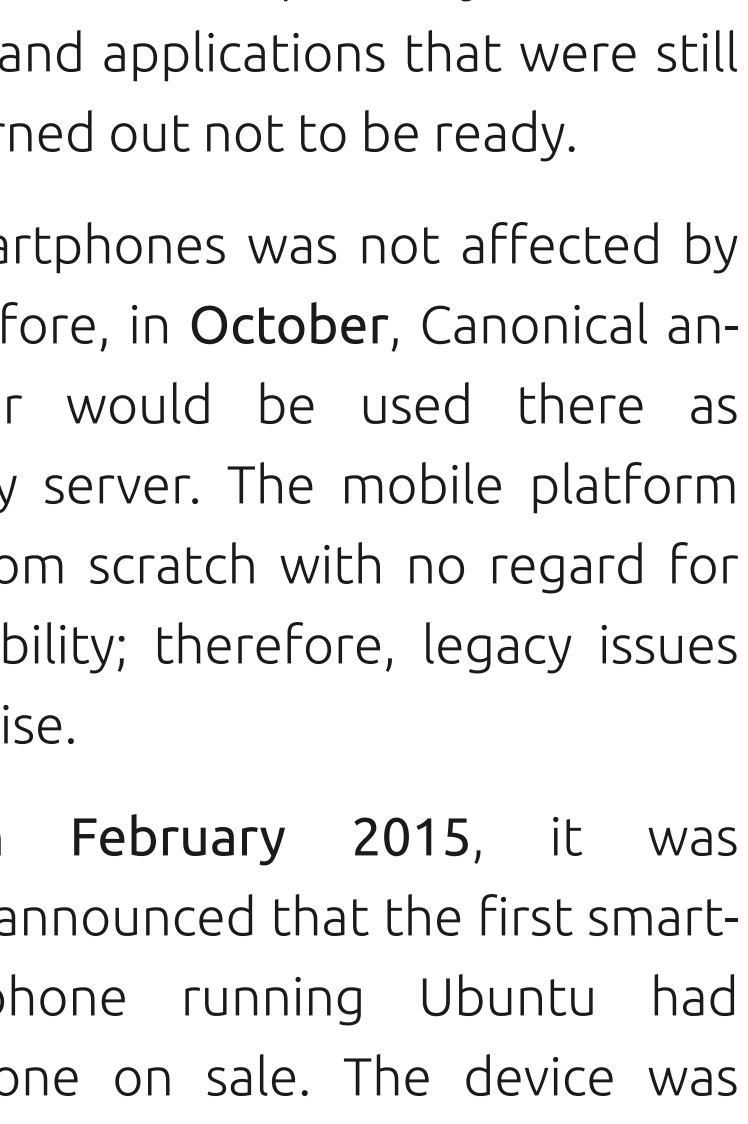 and applications that were still
rned out not to be ready.
artphones was not affected by
fore, in October, Canonical an-
r would be used there as
y server. The mobile platform
om scratch with no regard for
bility; therefore, legacy issues
ise.
February 2015, it was
announced that the first smart-
phone running Ubuntu had
one on sale. The device was